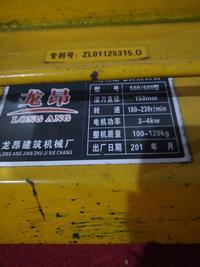 专利号: ZL01125315.0
龙昂
LONG ANG
龙昂建筑机械厂
LONG ANG JIAN ZHU JI XIE CHANG
型号 500/600型
滚刀直径 150mm
转速 180-230r/min
电机功率 3~4kw
整机质量 100-120kg
出厂日期 201 年 月